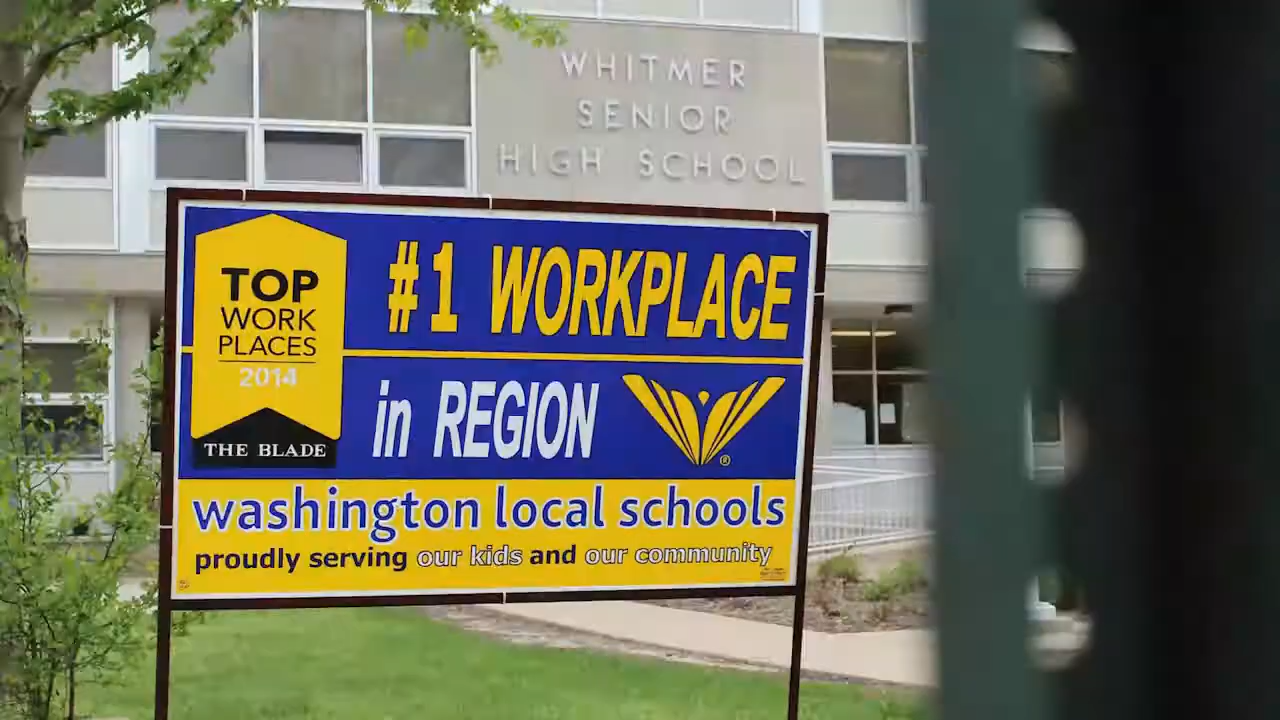 WHITMER
SENIOR
HIGH SCHOOL
TOP
WORK
PLACES
2014
THE BLADE
#1 WORKPLACE
in REGION
®
washington local schools
proudly serving our kids and our community